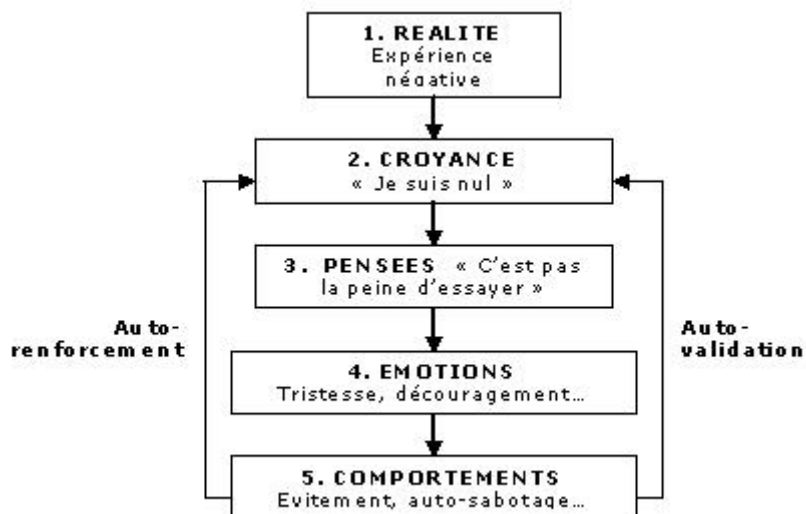 1. REALITE
Expérience
négative
2. CROYANCE
« Je suis nul »
3. PENSEES « C'est pas
la peine d'essayer »
Auto-
renforcement
Auto-
validation
4. EMOTIONS
Tristesse, découragement…
5. COMPORTEMENTS
Evitement, auto-sabotage…